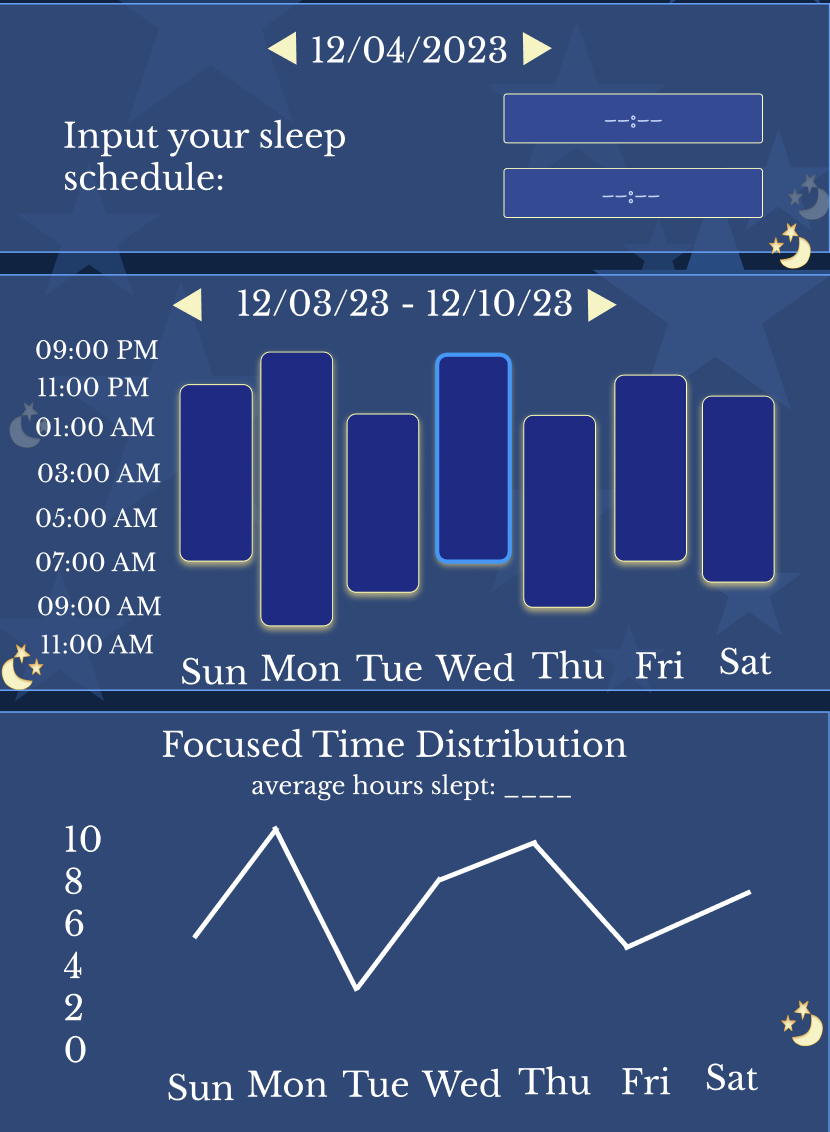 12/04/2023
Input your sleep
schedule:
--:--
--:--
12/03/23 - 12/10/23
09:00 PM
11:00 PM
01:00 AM
03:00 AM
05:00 AM
07:00 AM
09:00 AM
11:00 AM
Sun Mon Tue Wed Thu Fri Sat
Focused Time Distribution
average hours slept: ____
10
8
6
4
2
0
Sun Mon Tue Wed Thu Fri Sat